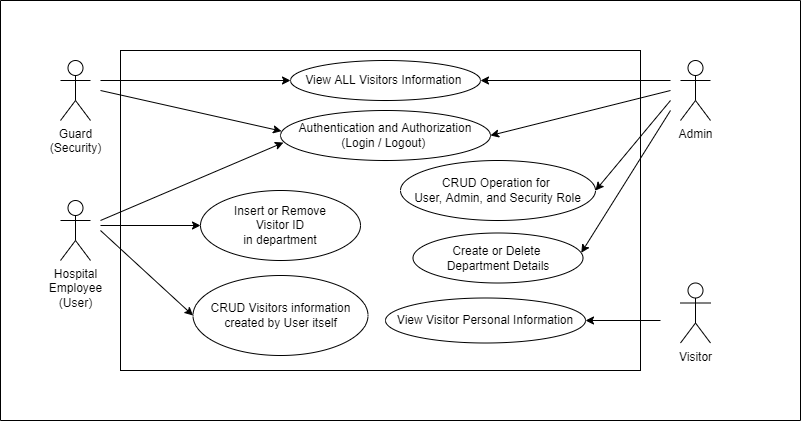 View ALL Visitors Information
Guard
(Security)
Admin
Authentication and Authorization
(Login / Logout)
CRUD Operation for
User, Admin, and Security Role
Insert or Remove
Visitor ID
in department
Create or Delete
Department Details
Hospital
Employee
(User)
CRUD Visitors information
created by User itself
View Visitor Personal Information
Visitor